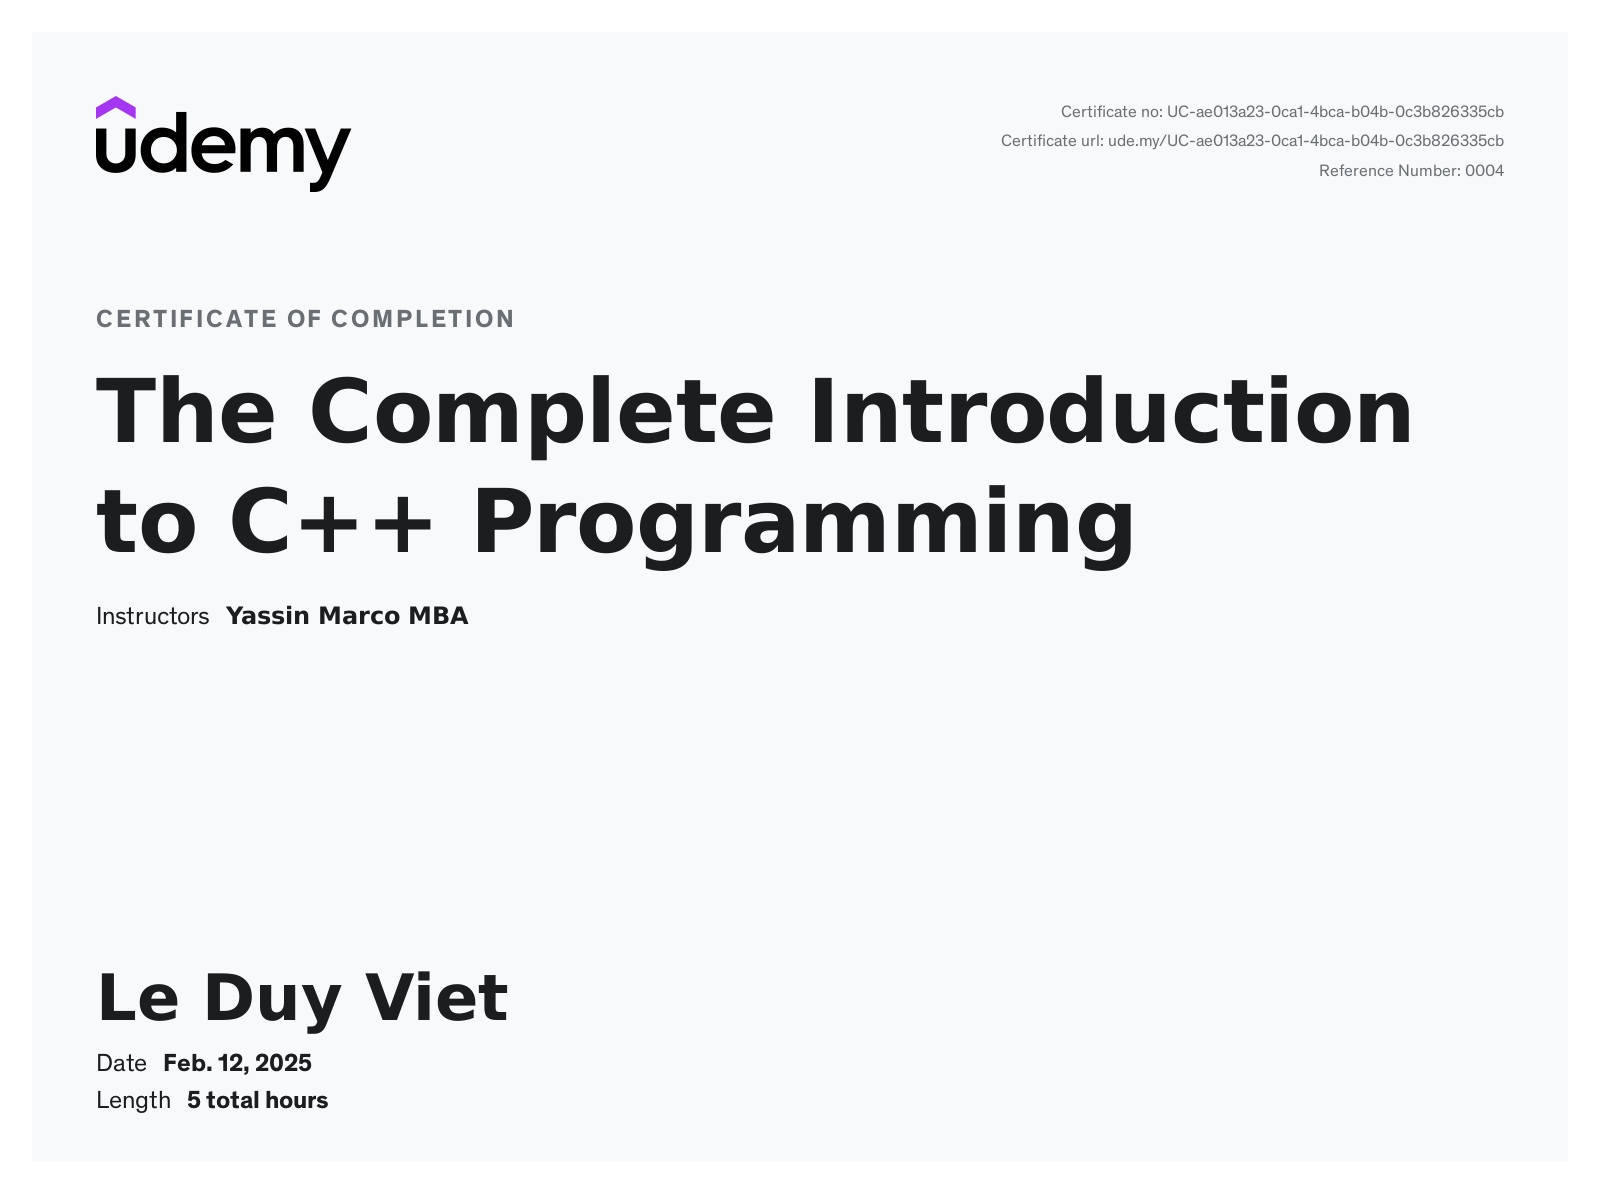 udemy
Certificate no: UC-ae013a23-0ca1-4bca-b04b-0c3b826335cb
Certificate url: ude.my/UC-ae013a23-0ca1-4bca-b04b-0c3b826335cb
Reference Number: 0004
CERTIFICATE OF COMPLETION
The Complete Introduction
to C++ Programming
Instructors Yassin Marco MBA
Le Duy Viet
Date Feb. 12, 2025
Length 5 total hours